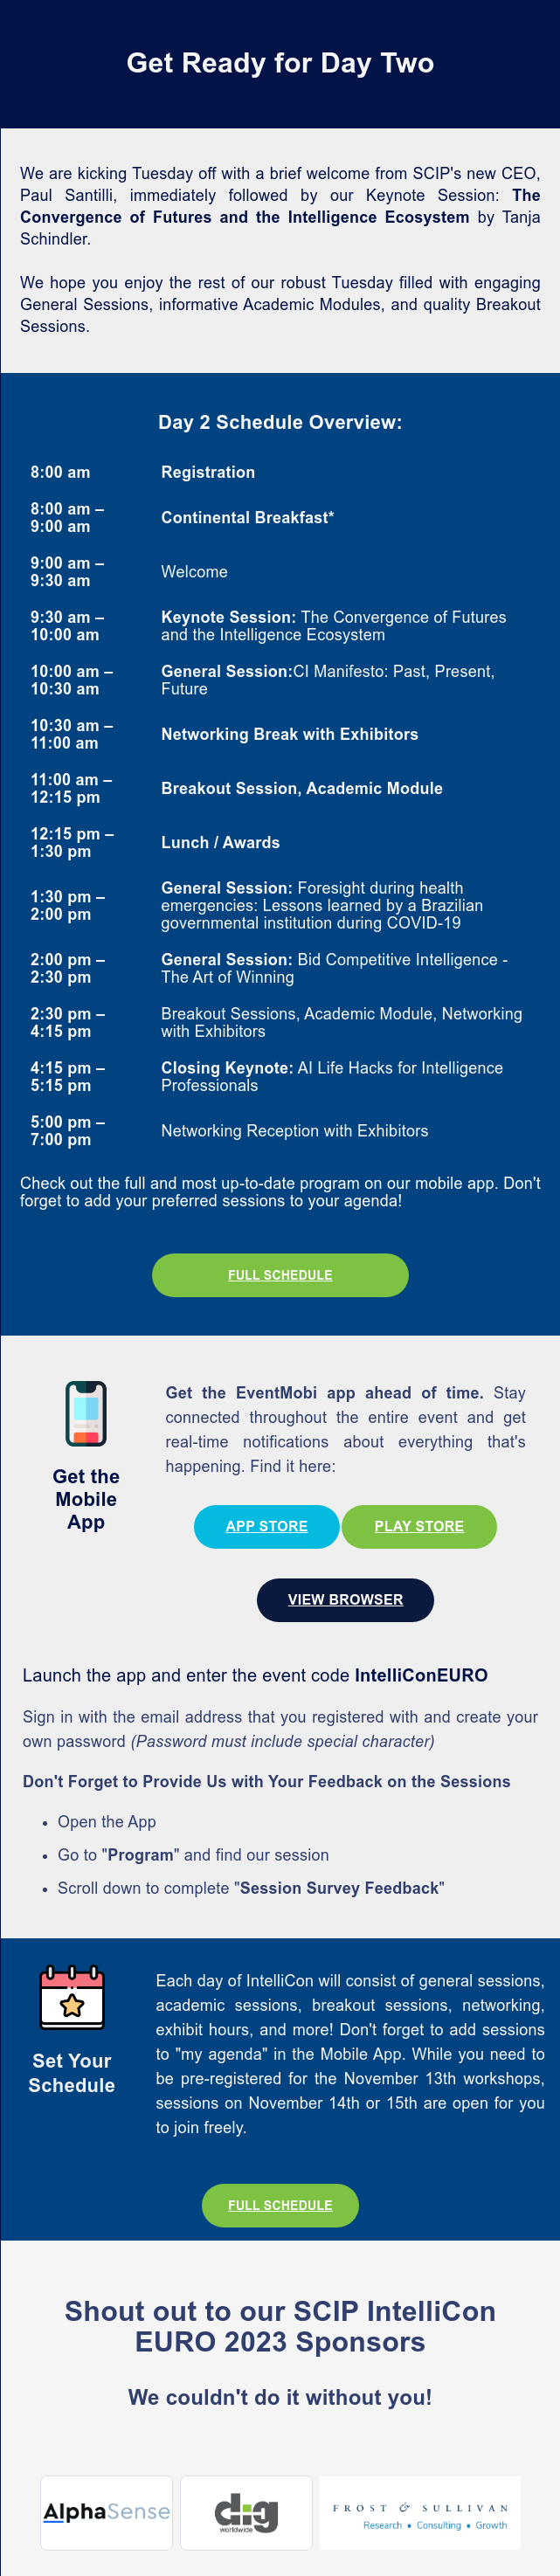 Get Ready for Day Two
We are kicking Tuesday off with a brief welcome from SCIP's new CEO,
Paul Santilli, immediately followed by our Keynote Session: The
Convergence of Futures and the Intelligence Ecosystem by Tanja
Schindler.
We hope you enjoy the rest of our robust Tuesday filled with engaging
General Sessions, informative Academic Modules, and quality Breakout
Sessions.
Day 2 Schedule Overview:
8:00 am Registration
8:00 am –
9:00 am
Continental Breakfast*
9:00 am –
9:30 am
Welcome
9:30 am –
10:00 am
Keynote Session: The Convergence of Futures
and the Intelligence Ecosystem
10:00 am –
10:30 am
General Session:CI Manifesto: Past, Present,
Future
10:30 am –
11:00 am
Networking Break with Exhibitors
11:00 am –
12:15 pm
Breakout Session, Academic Module
12:15 pm –
1:30 pm
Lunch / Awards
1:30 pm –
2:00 pm
General Session: Foresight during health
emergencies: Lessons learned by a Brazilian
governmental institution during COVID-19
2:00 pm –
2:30 pm
General Session: Bid Competitive Intelligence -
The Art of Winning
2:30 pm –
4:15 pm
Breakout Sessions, Academic Module, Networking
with Exhibitors
4:15 pm –
5:15 pm
Closing Keynote: AI Life Hacks for Intelligence
Professionals
5:00 pm –
7:00 pm
Networking Reception with Exhibitors
Check out the full and most up-to-date program on our mobile app. Don't
forget to add your preferred sessions to your agenda!
FULL SCHEDULE
Get the
Mobile
App
Get the EventMobi app ahead of time. Stay
connected throughout the entire event and get
real-time notifications about everything that's
happening. Find it here:
APP STORE
PLAY STORE
VIEW BROWSER
Launch the app and enter the event code IntelliConEURO
Sign in with the email address that you registered with and create your
own password (Password must include special character)
Don't Forget to Provide Us with Your Feedback on the Sessions
• Open the App
• Go to "Program" and find our session
• Scroll down to complete "Session Survey Feedback"
Set Your
Schedule
Each day of IntelliCon will consist of general sessions,
academic sessions, breakout sessions, networking,
exhibit hours, and more! Don't forget to add sessions
to "my agenda" in the Mobile App. While you need to
be pre-registered for the November 13th workshops,
sessions on November 14th or 15th are open for you
to join freely.
FULL SCHEDULE
Shout out to our SCIP IntelliCon
EURO 2023 Sponsors
We couldn't do it without you!
AlphaSense
dig
worldwide
FROST & SULLIVAN
Research • Consulting • Growth